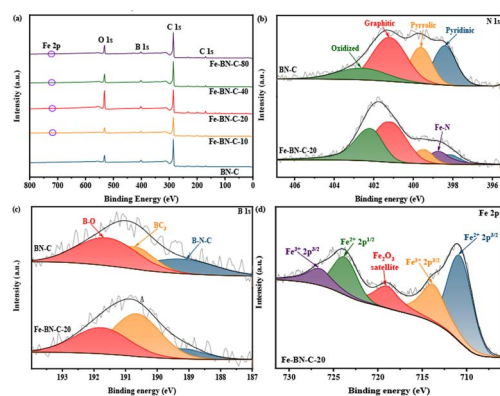 (a)
C 1s
O 1s
Fe 2p
B 1s
C 1s
Fe-BN-C-80
Fe-BN-C-40
Fe-BN-C-20
Fe-BN-C-10
BN-C
Intensity (a.u.)
800 700 600 500 400 300 200 100 0
Binding Energy (eV)
(b)
N 1s
Graphitic
Pyrrolic
Pyridinic
Oxidized
BN-C
Fe-N
Fe-BN-C-20
Intensity (a.u.)
406 404 402 400 398 396
Binding Energy (eV)
(c)
B 1s
B-O
BC3
B-N-C
BN-C
Fe-BN-C-20
Intensity (a.u.)
193 192 191 190 189 188 187
Binding energy (eV)
(d)
Fe 2p
Fe2+ 2p3/2
Fe2+ 2p1/2
Fe3+ 2p3/2
Fe3+ 2p3/2
Fe2O3
satellite
Fe-BN-C-20
Intensity (a.u.)
730 725 721 715 710
Binding energy (eV)